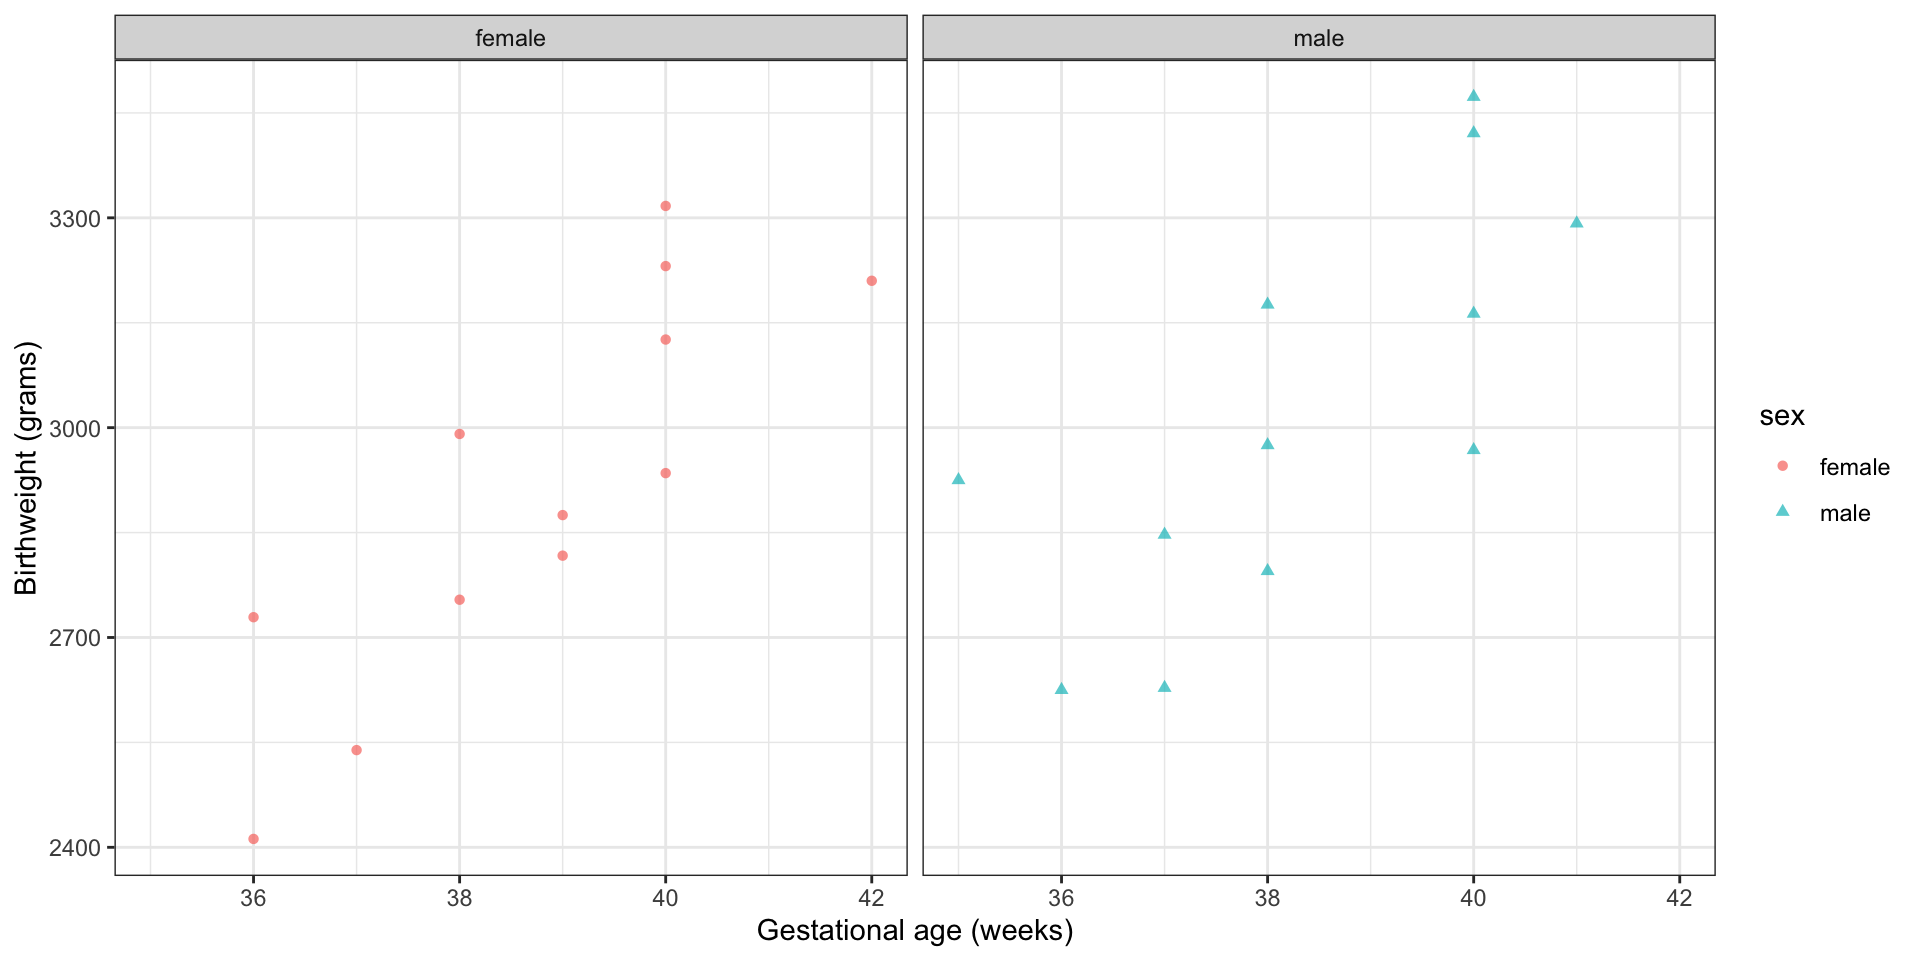 female
male
3300
3000
2700
2400
Birthweight (grams)
36 38 40 42
36 38 40 42
Gestational age (weeks)
sex
female
male